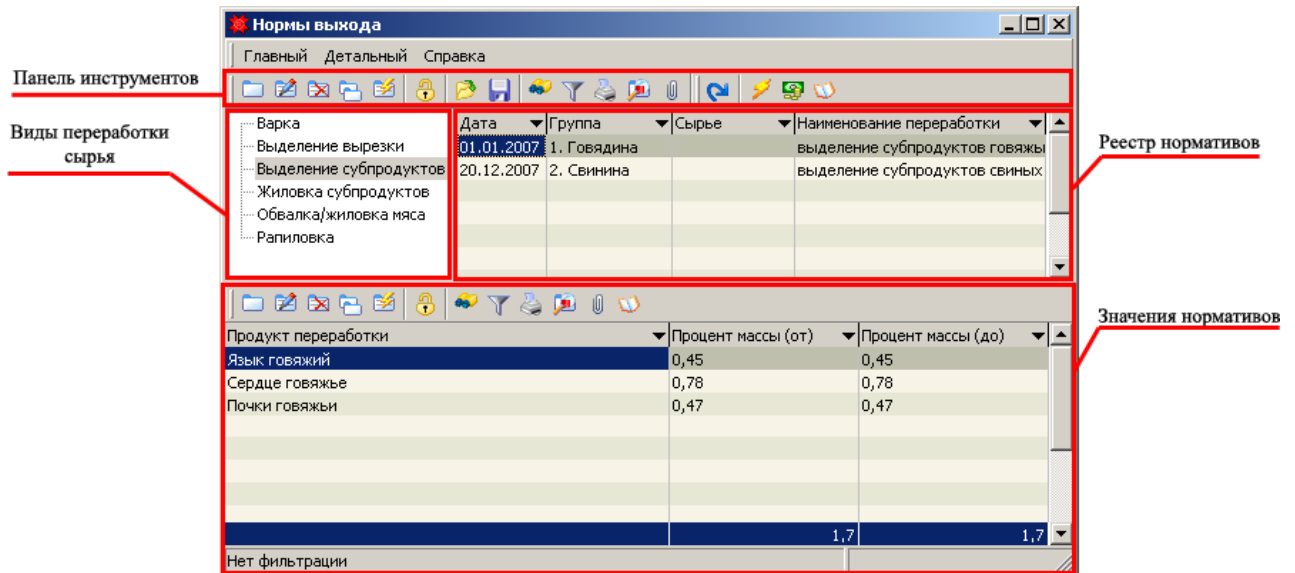 Нормы выхода
Главный Детальный Справка
Панель инструментов
Виды переработки
сырья
Варка
Выделение вырезки
Выделение субпродуктов
Жиловка субпродуктов
Обвалка/жиловка мяса
Рапиловка
Дата Группа Сырье Наименование переработки
01.01.2007 1. Говядина выделение субпродуктов говяжы
20.12.2007 2. Свинина выделение субпродуктов свиных
Реестр нормативов
Значения нормативов
Продукт переработки Процент массы (от) Процент массы (до)
Язык говяжий 0,45 0,45
Сердце говяжье 0,78 0,78
Почки говяжьи 0,47 0,47
1,7 1,7
Нет фильтрации